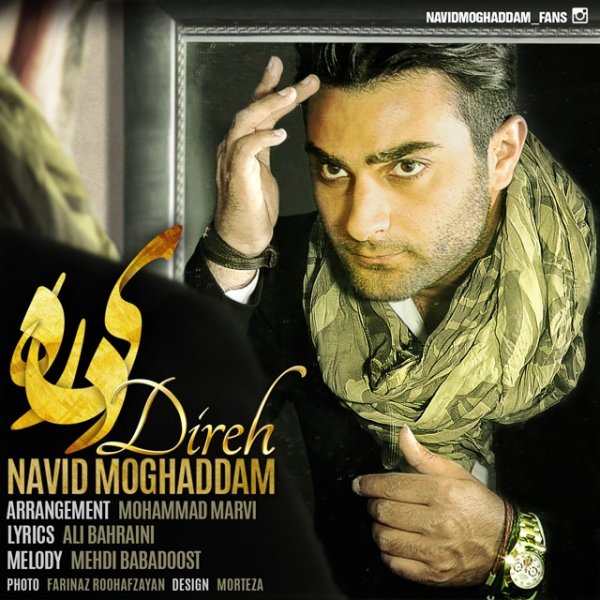 NAVIDMOGHADDAM_FANS
دیره
Direh
NAVID MOGHADDAM
ARRANGEMENT MOHAMMAD MARVI
LYRICS ALI BAHRAINI
MELODY MEHDI BABADOOST
PHOTO FARINAZ ROOHAFZAYAN DESIGN MORTEZA